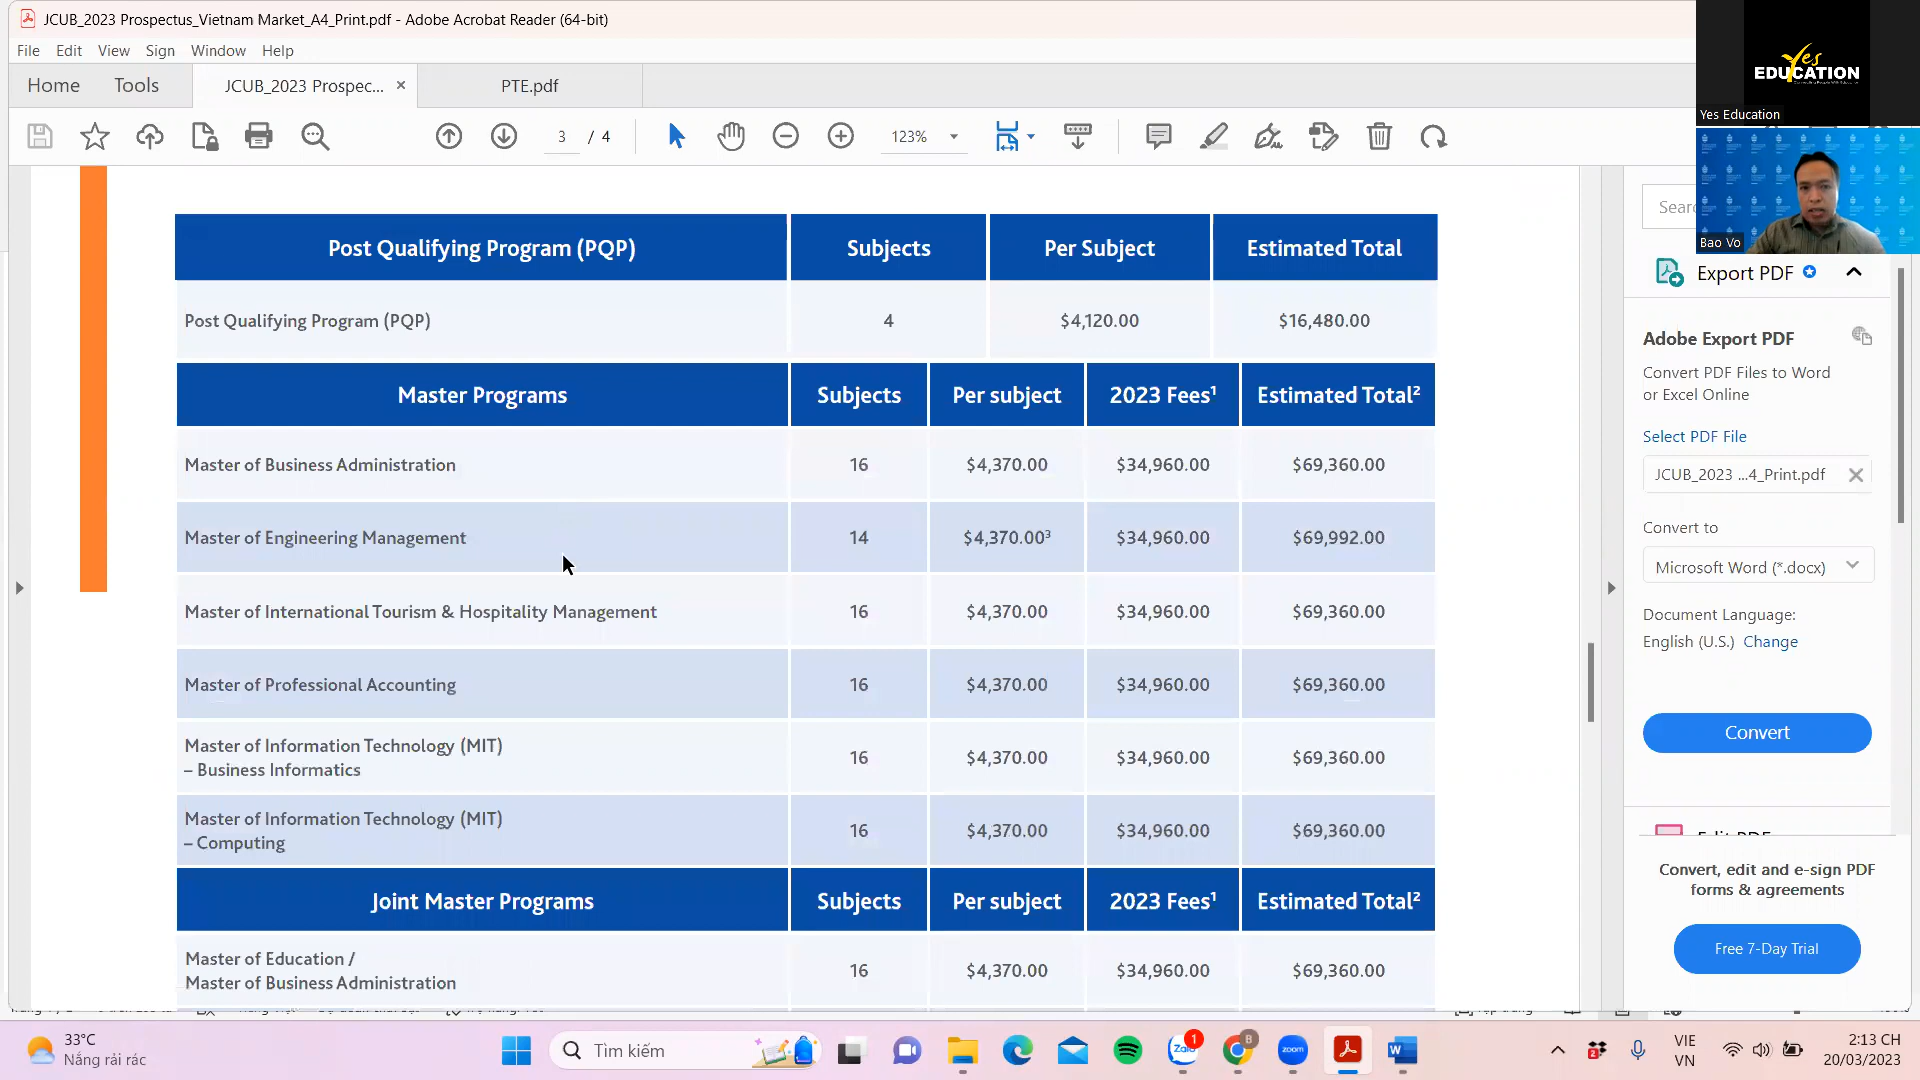 JCUB_2023 Prospectus_Vietnam Market_A4_Print.pdf - Adobe Acrobat Reader (64-bit)
File Edit View Sign Window Help
Home Tools JCUB_2023 Prospec... × PTE.pdf
3 / 4 123%
Yes
EDUCATION
Yes Education
Bao Vo
Post Qualifying Program (PQP) Subjects Per Subject Estimated Total
Post Qualifying Program (PQP) 4 $4,120.00 $16,480.00
Master Programs Subjects Per subject 2023 Fees¹ Estimated Total²
Master of Business Administration 16 $4,370.00 $34,960.00 $69,360.00
Master of Engineering Management 14 $4,370.00³ $34,960.00 $69,992.00
Master of International Tourism & Hospitality Management 16 $4,370.00 $34,960.00 $69,360.00
Master of Professional Accounting 16 $4,370.00 $34,960.00 $69,360.00
Master of Information Technology (MIT)
– Business Informatics 16 $4,370.00 $34,960.00 $69,360.00
Master of Information Technology (MIT)
– Computing 16 $4,370.00 $34,960.00 $69,360.00
Joint Master Programs Subjects Per subject 2023 Fees¹ Estimated Total²
Master of Education /
Master of Business Administration 16 $4,370.00 $34,960.00 $69,360.00
Export PDF
Adobe Export PDF
Convert PDF Files to Word
or Excel Online
Select PDF File
JCUB_2023 ...4_Print.pdf
Convert to
Microsoft Word (*.docx)
Document Language:
English (U.S.) Change
Convert
Convert, edit and e-sign PDF
forms & agreements
Free 7-Day Trial
33°C
Nắng rải rác
Tìm kiếm
Zalo
1
B
zoom
2
VIE
VN
2:13 CH
20/03/2023